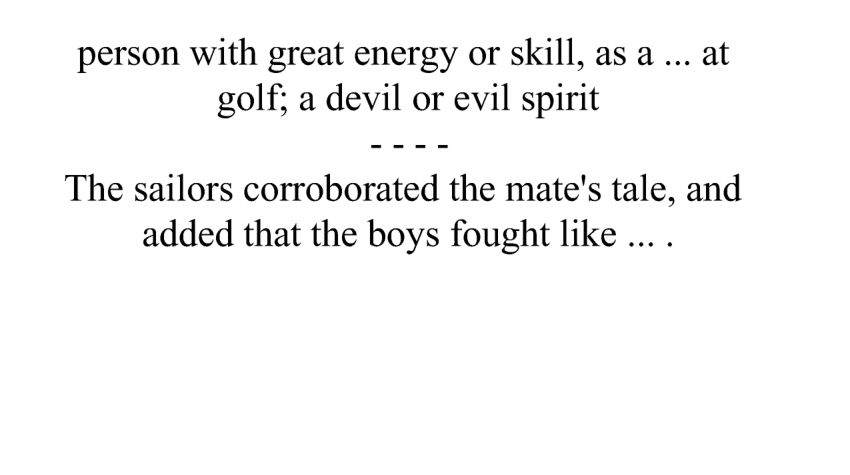 person with great energy or skill, as a ... at
golf; a devil or evil spirit
- - - -
The sailors corroborated the mate's tale, and
added that the boys fought like ... .